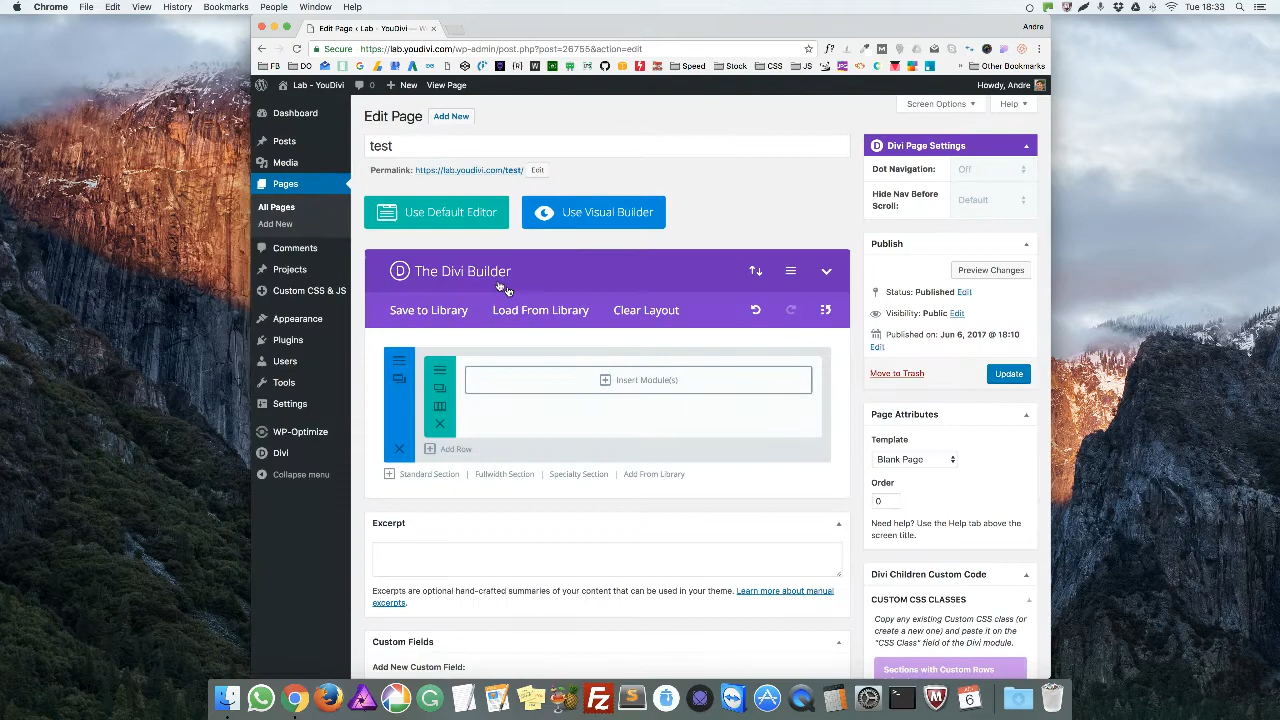 Chrome File Edit View History Bookmarks People Window Help Tue 18:33
Edit Page ‹ Lab - YouDivi — W Andre
Secure https://lab.youdivi.com/wp-admin/post.php?post=26755&action=edit
FB DO Speed Stock CSS JS » Other Bookmarks
Lab - YouDivi 0 New View Page Howdy, Andre
Screen Options Help
Dashboard
Posts
Media
Pages
All Pages
Add New
Comments
Projects
Custom CSS & JS
Appearance
Plugins
Users
Tools
Settings
WP-Optimize
Divi
Collapse menu
Edit Page Add New
test
Permalink: https://lab.youdivi.com/test/ Edit
Use Default Editor Use Visual Builder
The Divi Builder
Save to Library Load From Library Clear Layout
Insert Module(s)
Add Row
Standard Section | Fullwidth Section | Specialty Section | Add From Library
Excerpt
Excerpts are optional hand-crafted summaries of your content that can be used in your theme. Learn more about manual
excerpts.
Custom Fields
Add New Custom Field:
Divi Page Settings
Dot Navigation: Off
Hide Nav Before
Scroll:
Default
Publish
Preview Changes
Status: Published Edit
Visibility: Public Edit
Published on: Jun 6, 2017 @ 18:10
Edit
Move to Trash Update
Page Attributes
Template
Blank Page
Order
0
Need help? Use the Help tab above the
screen title.
Divi Children Custom Code
CUSTOM CSS CLASSES
Copy any existing Custom CSS class (or
create a new one) and paste it on the
"CSS Class" field of the Divi module.
Sections with Custom Rows